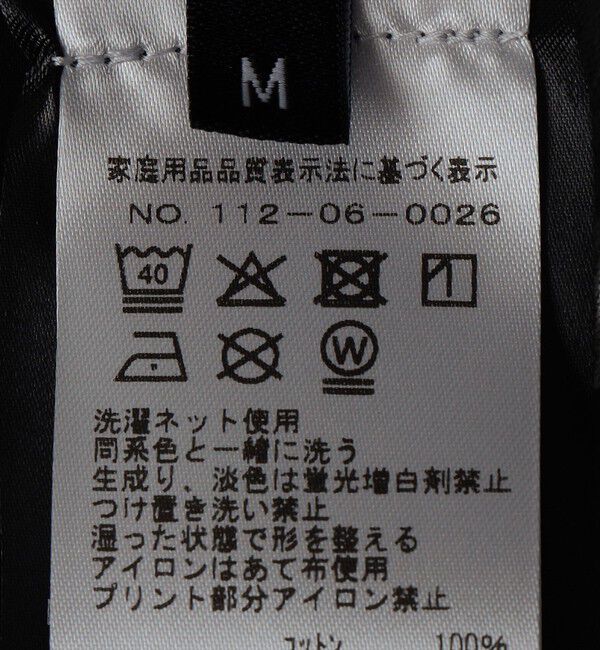 M
家庭用品品質表示法に基づく表示
NO. 112-06-0026
40
W
洗濯ネット使用
同系色と一緒に洗う
生成り、淡色は蛍光増白剤禁止
つけ置き洗い禁止
湿った状態で形を整える
アイロンはあて布使用
プリント部分アイロン禁止
コットン 100%